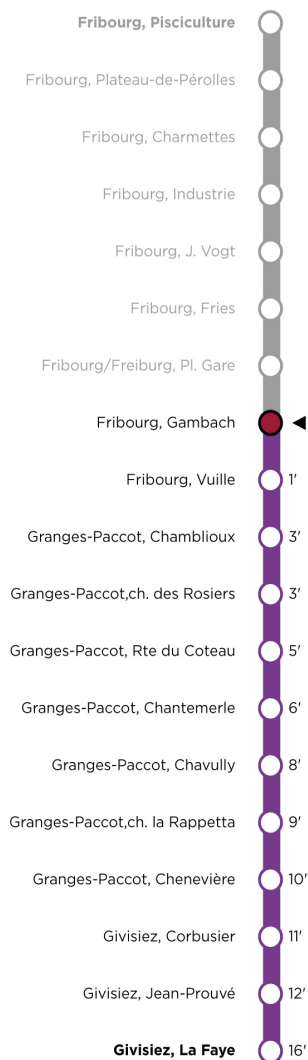 Fribourg, Pisciculture
Fribourg, Plateau-de-Pérolles
Fribourg, Charmettes
Fribourg, Industrie
Fribourg, J. Vogt
Fribourg, Fries
Fribourg/Freiburg, Pl. Gare
Fribourg, Gambach
Fribourg, Vuille 1'
Granges-Paccot, Chamblioux 3'
Granges-Paccot,ch. des Rosiers 3'
Granges-Paccot, Rte du Coteau 5'
Granges-Paccot, Chantemerle 6'
Granges-Paccot, Chavully 8'
Granges-Paccot,ch. la Rappetta 9'
Granges-Paccot, Chenevière 10'
Givisiez, Corbusier 11'
Givisiez, Jean-Prouvé 12'
Givisiez, La Faye 16'